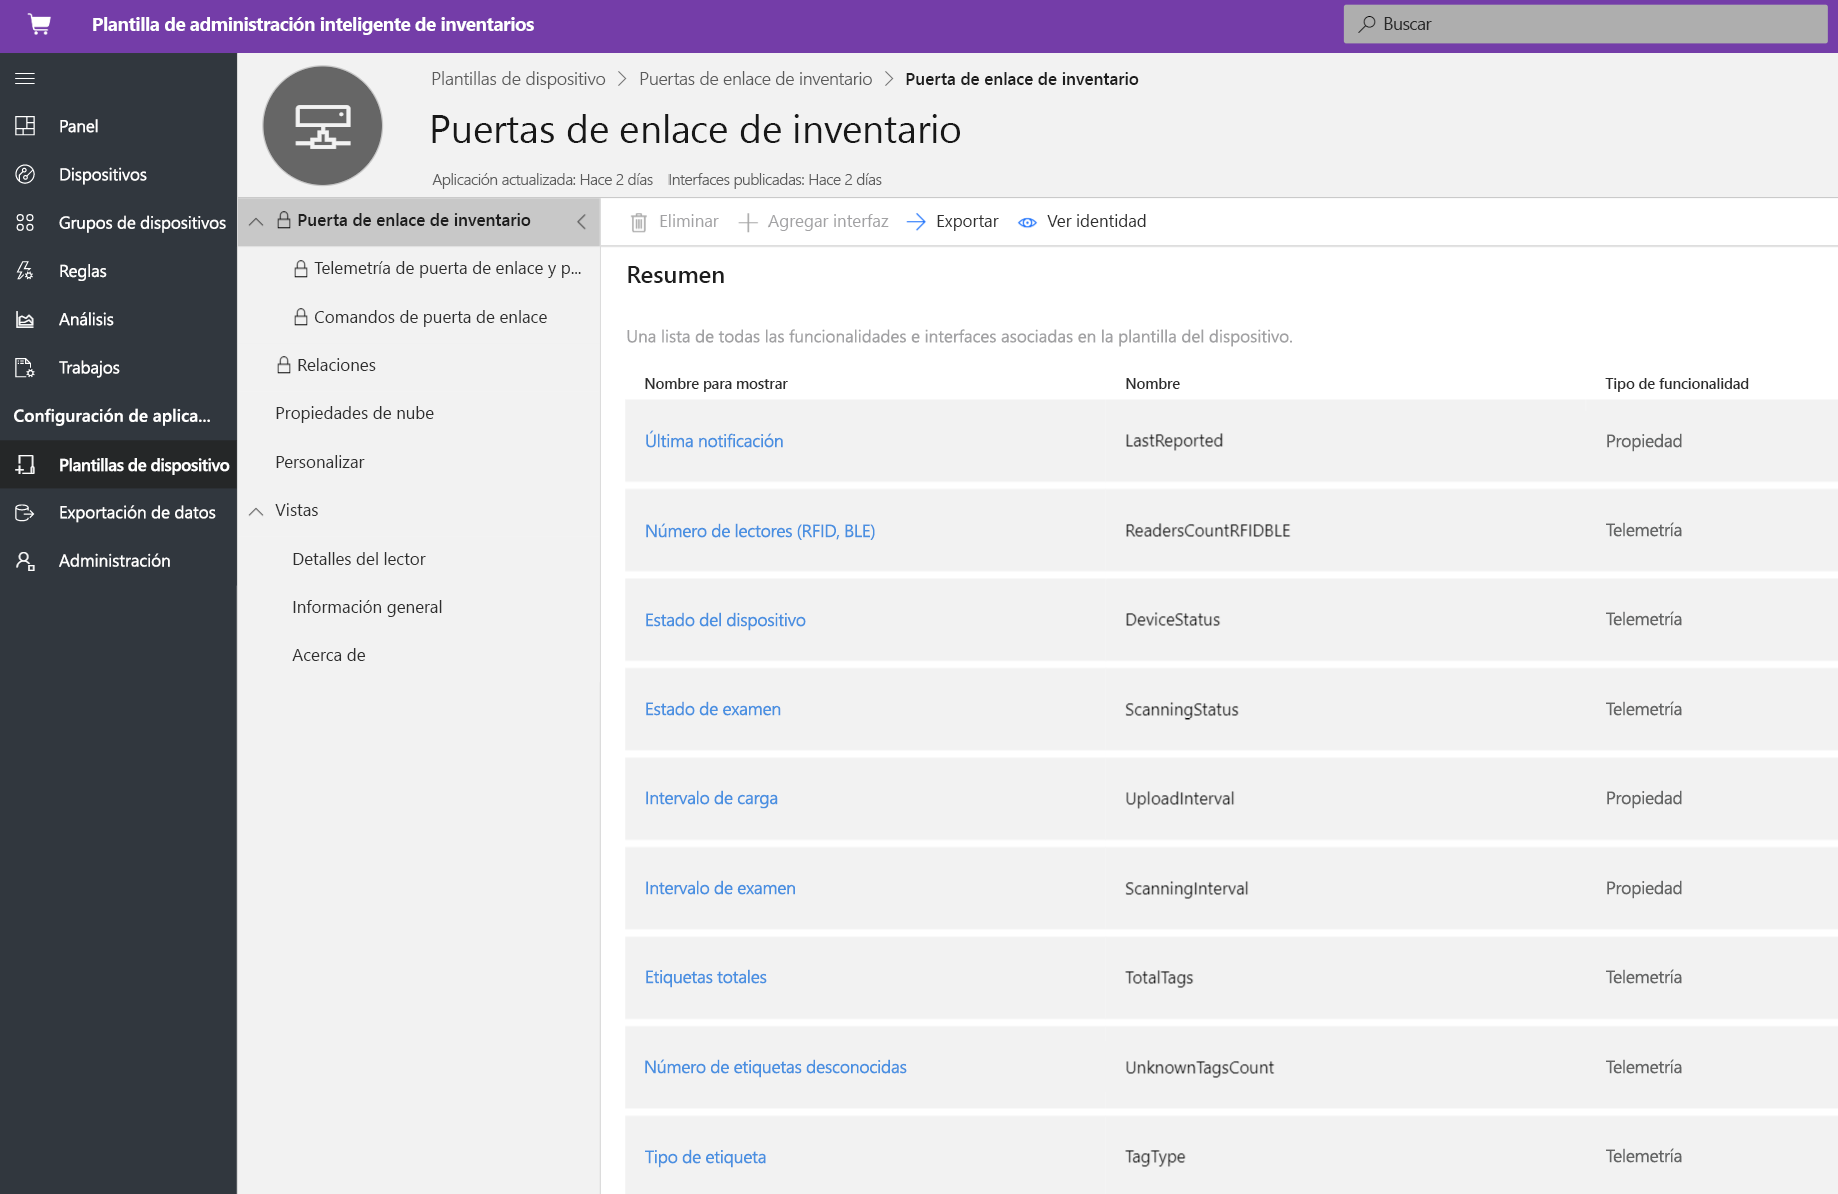 Plantilla de administración inteligente de inventarios
Buscar
Panel
Dispositivos
Grupos de dispositivos
Reglas
Análisis
Trabajos
Configuración de aplica...
Plantillas de dispositivo
Exportación de datos
Administración
Plantillas de dispositivo > Puertas de enlace de inventario > Puerta de enlace de inventario
Puertas de enlace de inventario
Aplicación actualizada: Hace 2 días Interfaces publicadas: Hace 2 días
Puerta de enlace de inventario
Telemetría de puerta de enlace y p...
Comandos de puerta de enlace
Relaciones
Propiedades de nube
Personalizar
Vistas
Detalles del lector
Información general
Acerca de
Eliminar Agregar interfaz Exportar Ver identidad
Resumen
Una lista de todas las funcionalidades e interfaces asociadas en la plantilla del dispositivo.
Nombre para mostrar Nombre Tipo de funcionalidad
Última notificación LastReported Propiedad
Número de lectores (RFID, BLE) ReadersCountRFIDBLE Telemetría
Estado del dispositivo DeviceStatus Telemetría
Estado de examen ScanningStatus Telemetría
Intervalo de carga UploadInterval Propiedad
Intervalo de examen ScanningInterval Propiedad
Etiquetas totales TotalTags Telemetría
Número de etiquetas desconocidas UnknownTagsCount Telemetría
Tipo de etiqueta TagType Telemetría